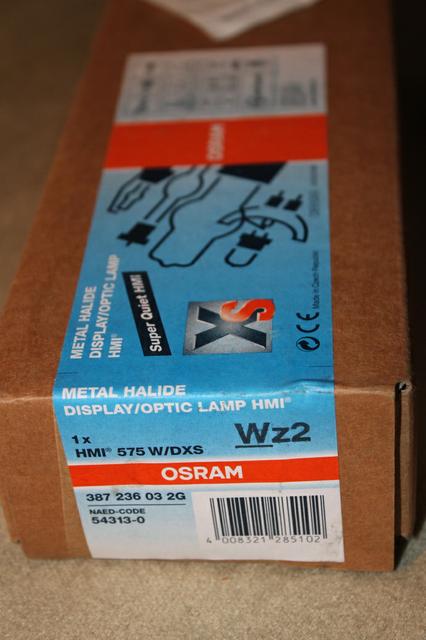 OSRAM
METAL HALIDE
DISPLAY/OPTIC LAMP
HMI®
Super Quiet HMI
XS
CE Made in Czech Republic
METAL HALIDE
DISPLAY/OPTIC LAMP HMI®
1 x
HMI® 575 W/DXS
Wz2
OSRAM
387 236 03 2G
NAED-CODE
54313-0
4 008321 285102